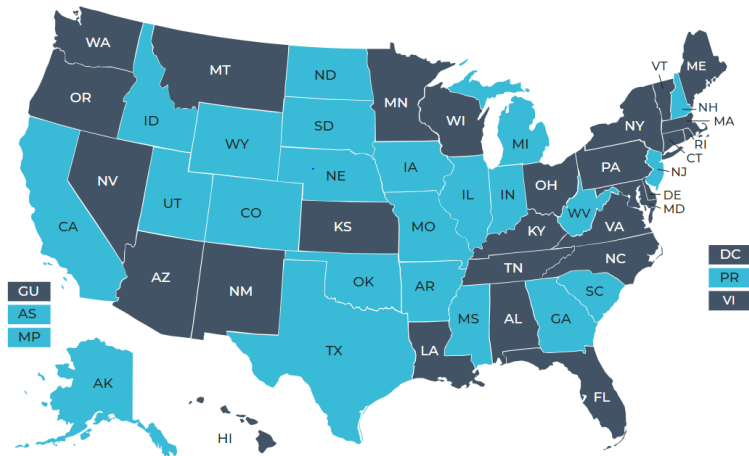 WA
MT
ND
MN
VT
ME
OR
ID
SD
WI
MI
NY
NH
MA
RI
CT
WY
NE
IA
PA
NJ
NV
UT
CO
IL
IN
OH
DE
MD
CA
KS
MO
WV
VA
KY
AZ
NM
OK
AR
TN
NC
DC
PR
VI
GU
AS
MP
TX
LA
MS
AL
GA
SC
AK
HI
FL